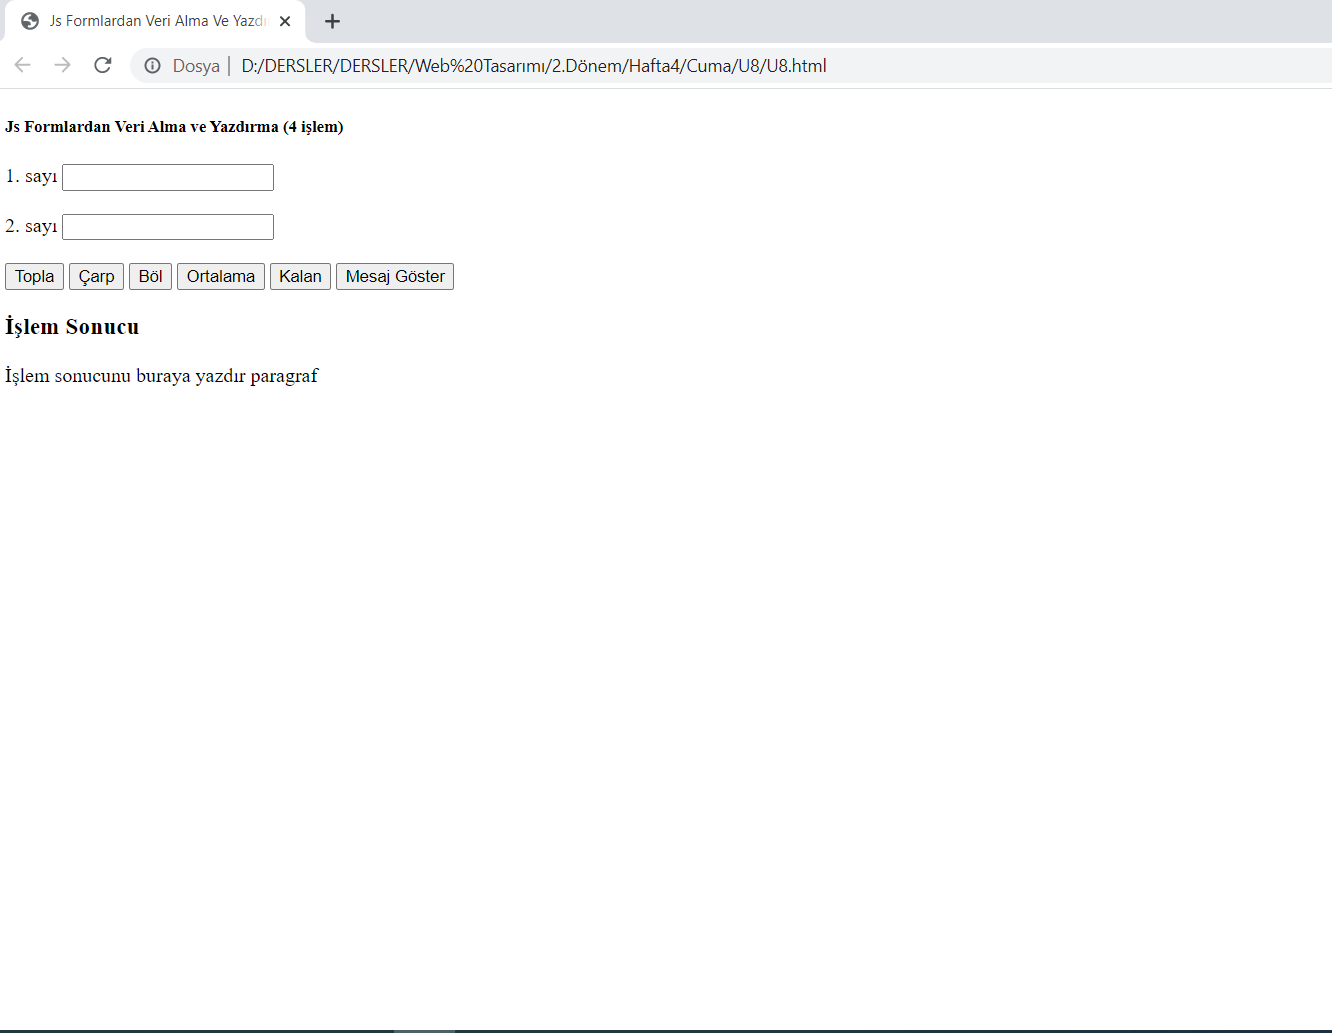 Js Formlardan Veri Alma Ve Yazdı
Dosya | D:/DERSLER/DERSLER/Web%20Tasarımı/2.Dönem/Hafta4/Cuma/U8/U8.html
Js Formlardan Veri Alma ve Yazdırma (4 işlem)
1. sayı
2. sayı
Topla Çarp Böl Ortalama Kalan Mesaj Göster
İşlem Sonucu
İşlem sonucunu buraya yazdır paragraf